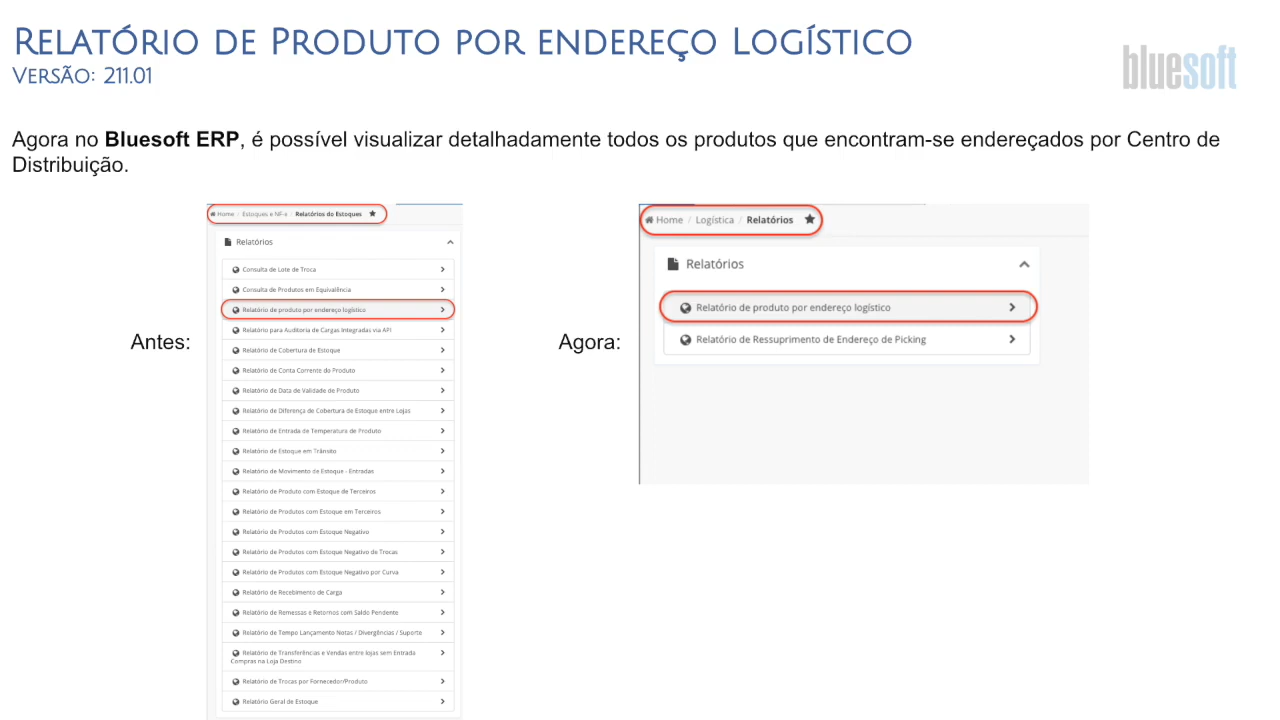 Relatório de Produto por endereço Logístico
Versão: 211.01
bluesoft
Agora no Bluesoft ERP, é possível visualizar detalhadamente todos os produtos que encontram-se endereçados por Centro de
Distribuição.
Antes:
Home / Estoques e NF-e / Relatórios do Estoques
Relatórios
Consulta de Lote de Troca
Consulta de Produtos em Equivalência
Relatório de produto por endereço logístico
Relatório para Auditoria de Cargas Integradas via API
Relatório de Cobertura de Estoque
Relatório de Conta Corrente do Produto
Relatório de Data de Validade de Produto
Relatório de Diferença de Cobertura de Estoque entre Lojas
Relatório de Entrada de Temperatura de Produto
Relatório de Estoque em Trânsito
Relatório de Movimento de Estoque - Entradas
Relatório de Produto com Estoque de Terceiros
Relatório de Produtos com Estoque em Terceiros
Relatório de Produtos com Estoque Negativo
Relatório de Produtos com Estoque Negativo de Trocas
Relatório de Produtos com Estoque Negativo por Curva
Relatório de Recebimento de Carga
Relatório de Remessas e Retornos com Saldo Pendente
Relatório de Tempo Lançamento Notas / Divergências / Suporte
Relatório de Transferências e Vendas entre lojas sem Entrada
Compras na Loja Destino
Relatório de Trocas por Fornecedor/Produto
Relatório Geral de Estoque
Agora:
Home / Logística / Relatórios
Relatórios
Relatório de produto por endereço logístico
Relatório de Ressuprimento de Endereço de Picking